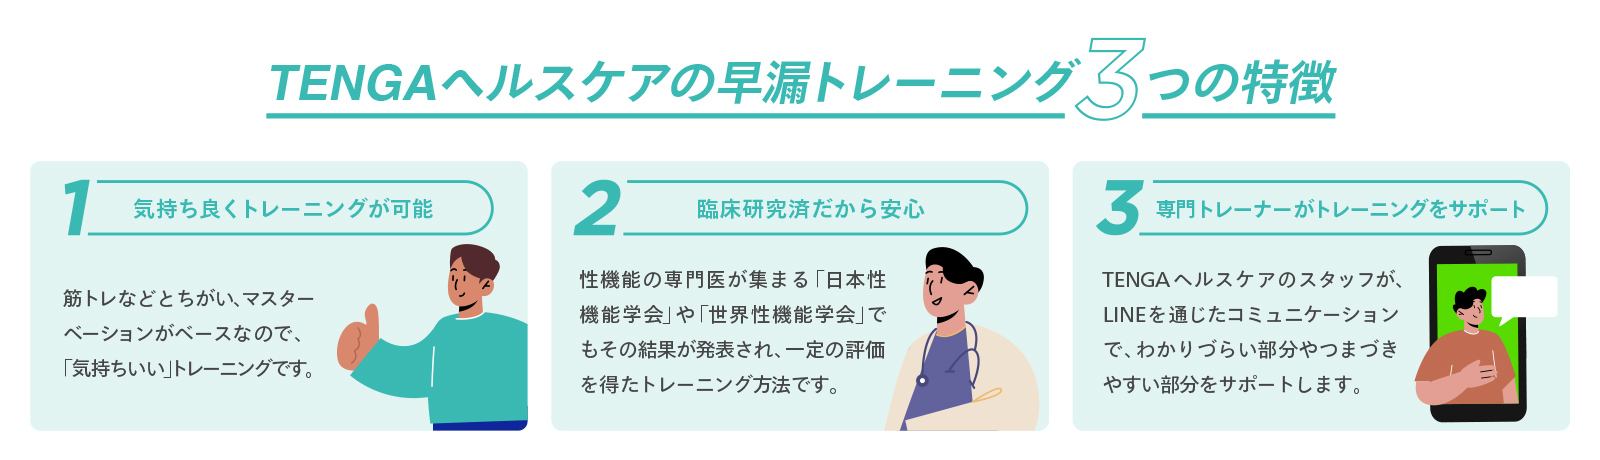 TENGAヘルスケアの早漏トレーニング3つの特徴
1 気持ち良くトレーニングが可能
筋トレなどとちがい、マスター
ベーションがベースなので、
「気持ちいい」トレーニングです。
2 臨床研究済だから安心
性機能の専門医が集まる「日本性
機能学会」や「世界性機能学会」で
もその結果が発表され、一定の評価
を得たトレーニング方法です。
3 専門トレーナーがトレーニングをサポート
TENGAヘルスケアのスタッフが、
LINEを通じたコミュニケーション
で、わかりづらい部分やつまづき
やすい部分をサポートします。